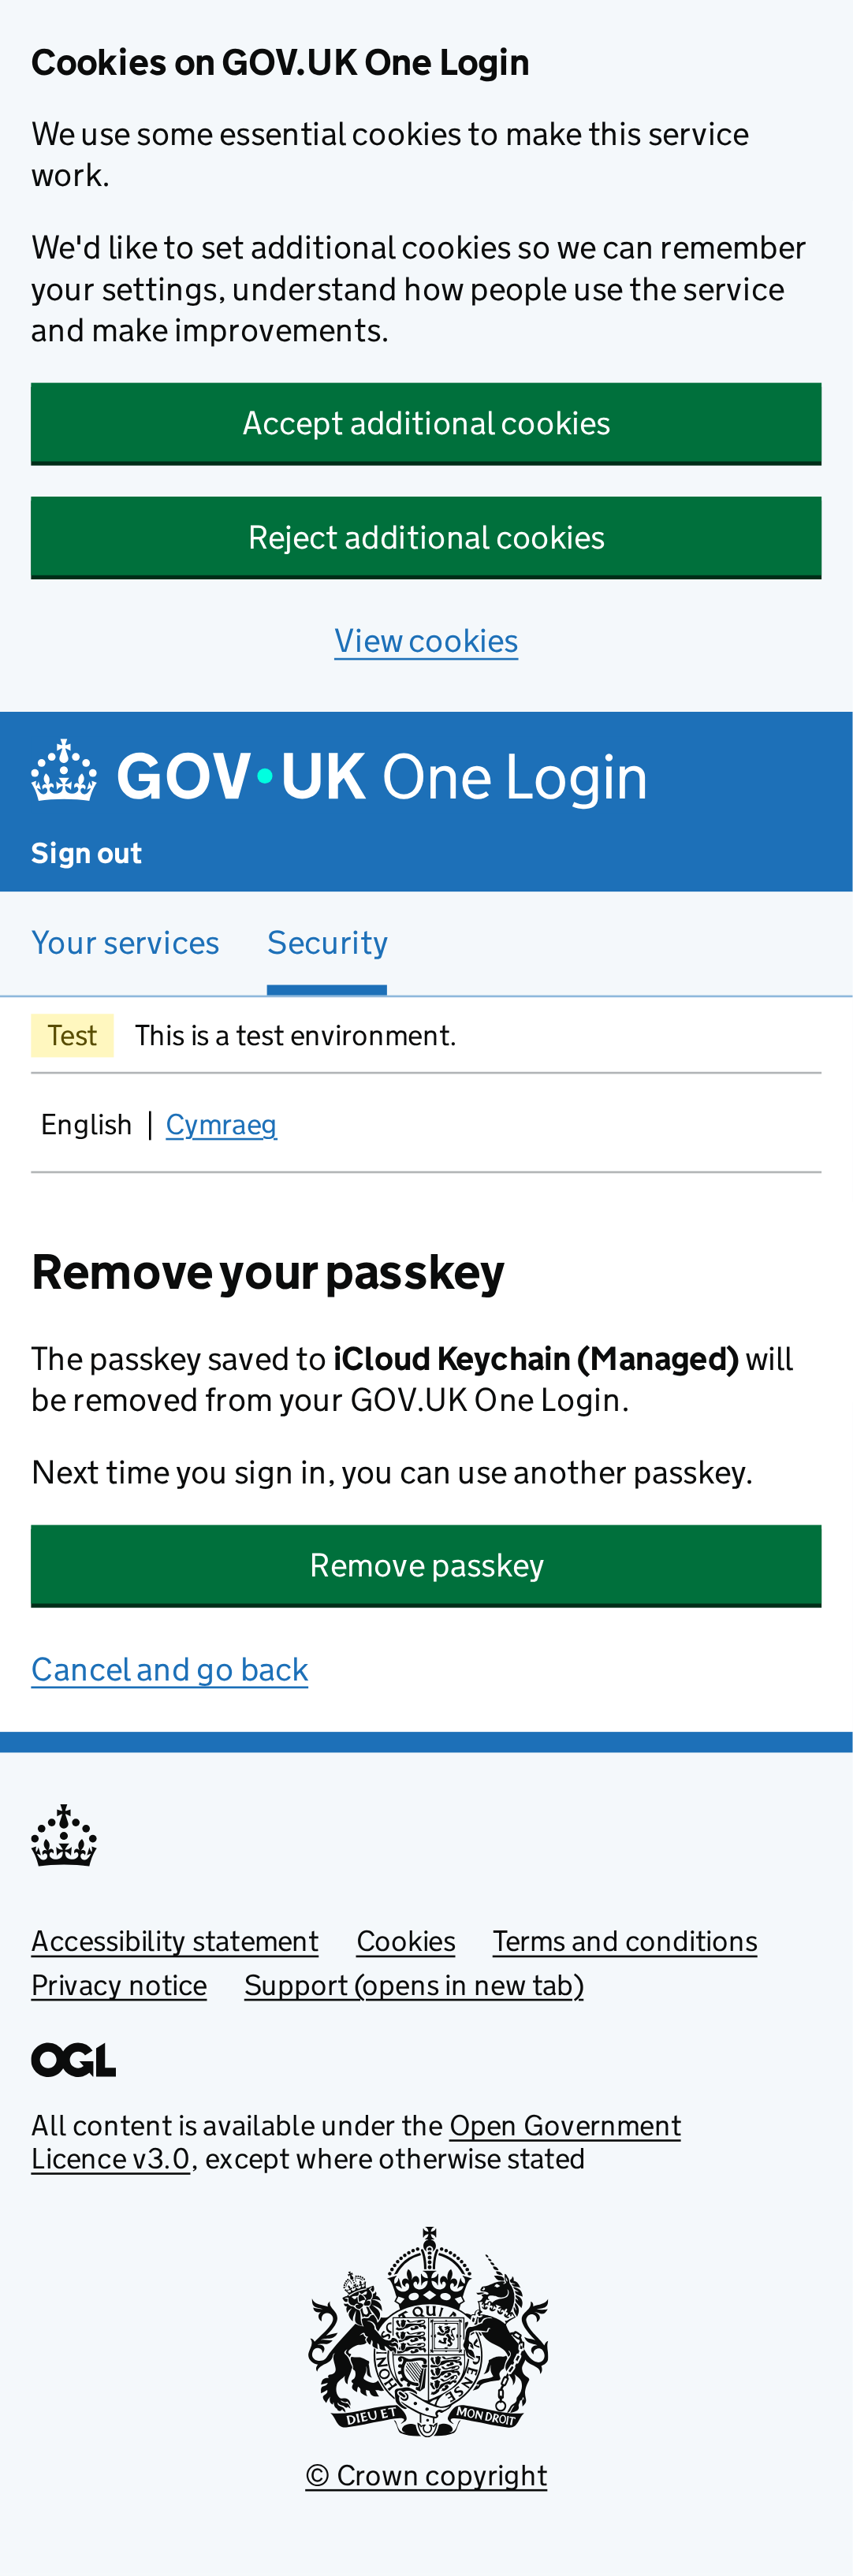 Cookies on GOV.UK One Login
We use some essential cookies to make this service
work.
We'd like to set additional cookies so we can remember
your settings, understand how people use the service
and make improvements.
Accept additional cookies
Reject additional cookies
View cookies
GOV•UK One Login
Sign out
Your services Security
Test This is a test environment.
English | Cymraeg
Remove your passkey
The passkey saved to iCloud Keychain (Managed) will
be removed from your GOV.UK One Login.
Next time you sign in, you can use another passkey.
Remove passkey
Cancel and go back
Accessibility statement Cookies Terms and conditions
Privacy notice Support (opens in new tab)
OGL
All content is available under the Open Government
Licence v3.0, except where otherwise stated
DIEU ET MON DROIT
© Crown copyright